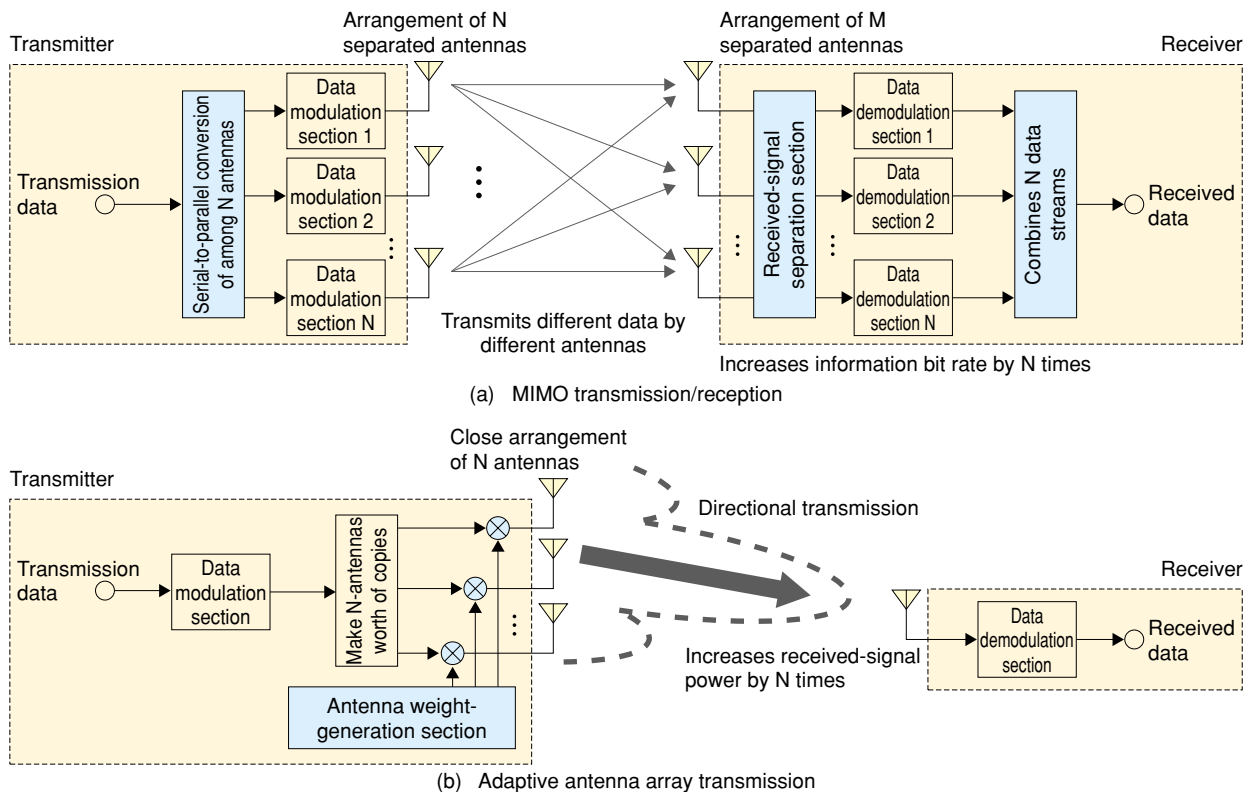 Arrangement of N
separated antennas
Arrangement of M
separated antennas
Transmitter
Receiver
Transmission
data
Serial-to-parallel conversion
of among N antennas
Data
modulation
section 1
Data
modulation
section 2
Data
modulation
section N
Transmits different data by
different antennas
Received-signal
separation section
Data
demodulation
section 1
Data
demodulation
section 2
Data
demodulation
section N
Combines N data
streams
Received
data
Increases information bit rate by N times
(a) MIMO transmission/reception
Close arrangement
of N antennas
Transmitter
Transmission
data
Data
modulation
section
Make N-antennas
worth of copies
Antenna weight-
generation section
Directional transmission
Increases received-signal
power by N times
Receiver
Data
demodulation
section
Received
data
(b) Adaptive antenna array transmission